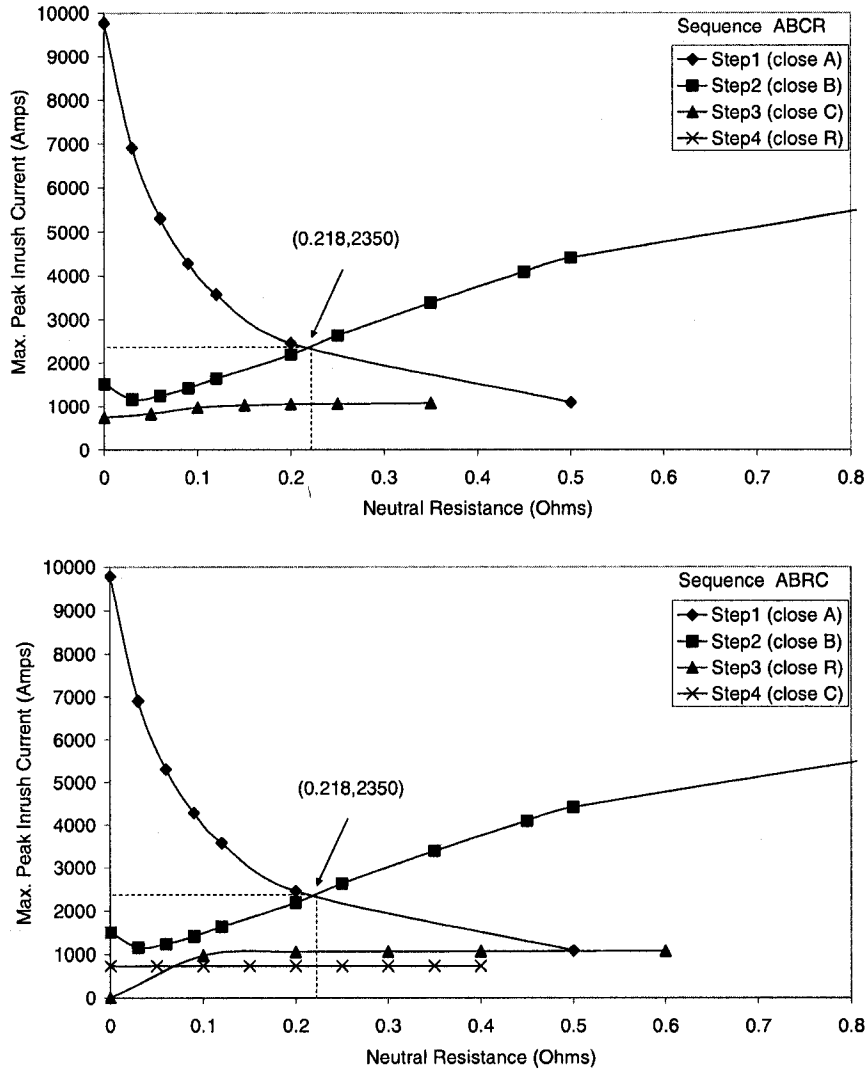 Sequence ABCR
Step1 (close A)
Step2 (close B)
Step3 (close C)
Step4 (close R)
Max. Peak Inrush Current (Amps)
10000
9000
8000
7000
6000
5000
4000
3000
2000
1000
0
(0.218,2350)
0 0.1 0.2 0.3 0.4 0.5 0.6 0.7 0.8
Neutral Resistance (Ohms)
Sequence ABRC
Step1 (close A)
Step2 (close B)
Step3 (close R)
Step4 (close C)
Max. Peak Inrush Current (Amps)
10000
9000
8000
7000
6000
5000
4000
3000
2000
1000
0
(0.218,2350)
0 0.1 0.2 0.3 0.4 0.5 0.6 0.7 0.8
Neutral Resistance (Ohms)